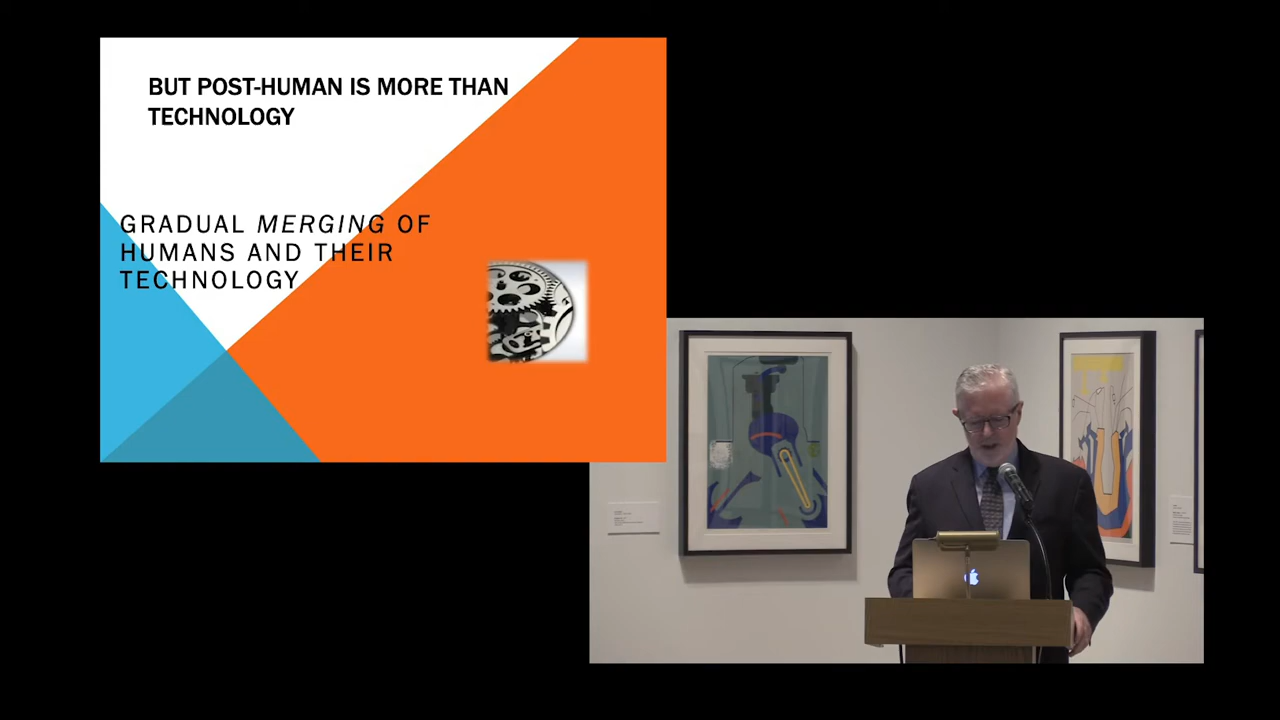 BUT POST-HUMAN IS MORE THAN
TECHNOLOGY
GRADUAL MERGING OF
HUMANS AND THEIR
TECHNOLOGY